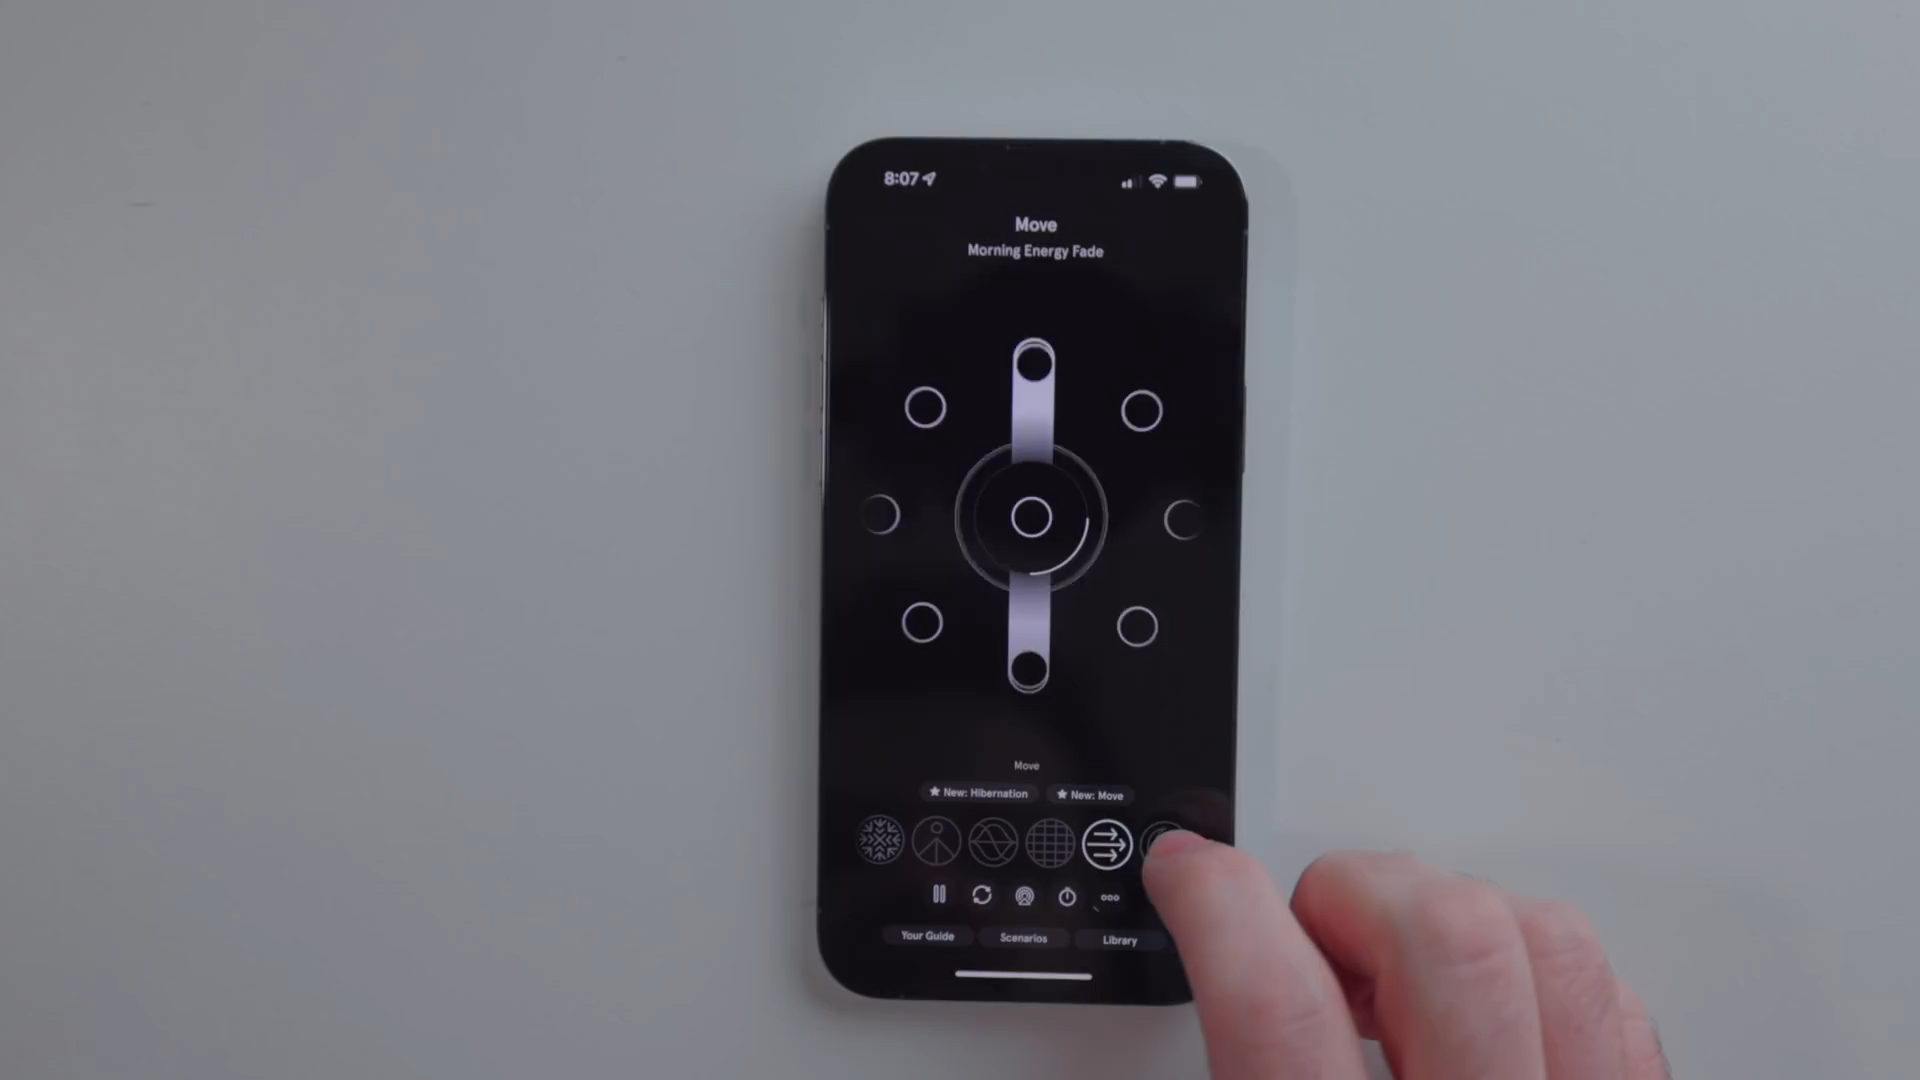 8:07
Move
Morning Energy Fade
Move
New: Hibernation
New: Move
Your Guide
Scenarios
Library